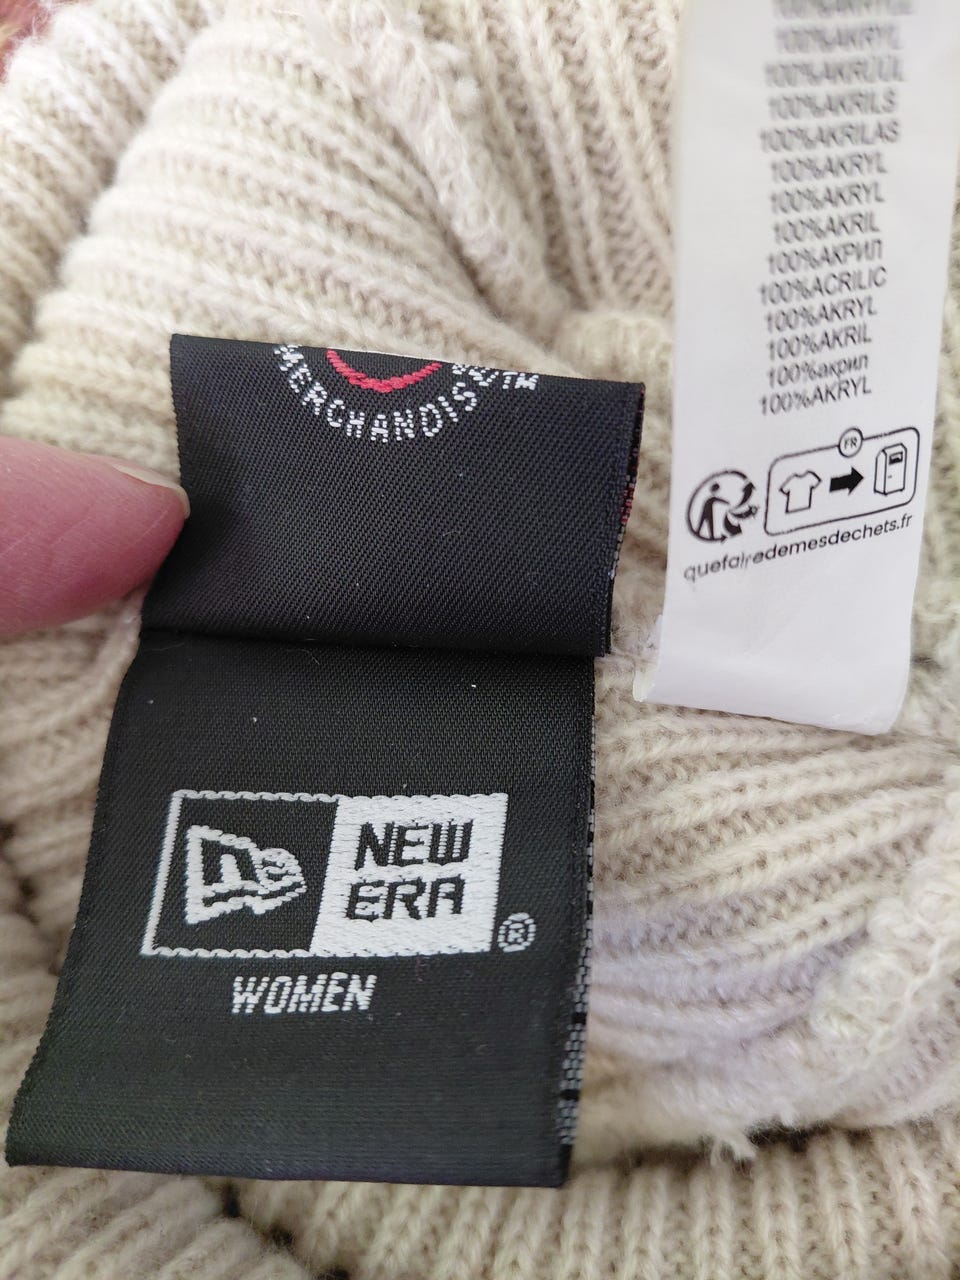 100%AKRYL
100%AKRÜÜL
100%AKRILS
100%AKRILAS
100%AKRYL
100%AKRYL
100%AKRIL
100%АКРИЛ
100%ACRILIC
100%AKRYL
100%AKRIL
100%акрил
100%AKRYL
FR
quefairedemesdechets.fr
NEW
ERA
®
WOMEN